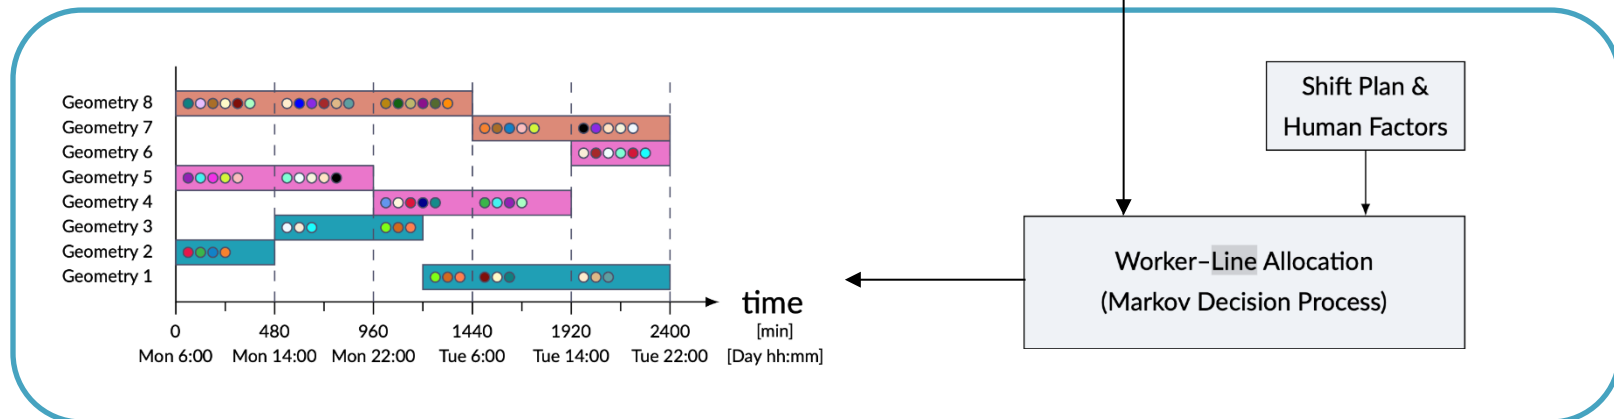 Geometry 8
Geometry 7
Geometry 6
Geometry 5
Geometry 4
Geometry 3
Geometry 2
Geometry 1
time
0 480 960 1440 1920 2400 [min]
Mon 6:00 Mon 14:00 Mon 22:00 Tue 6:00 Tue 14:00 Tue 22:00 [Day hh:mm]
Shift Plan &
Human Factors
Worker–Line Allocation
(Markov Decision Process)